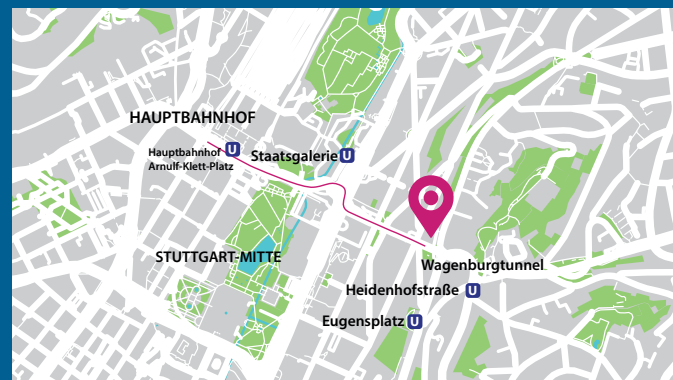 HAUPTBAHNHOF
Hauptbahnhof U
Arnulf-Klett-Platz
Staatsgalerie U
STUTTGART-MITTE
Wagenburgtunnel
Heidenhofstraße U
Eugensplatz U